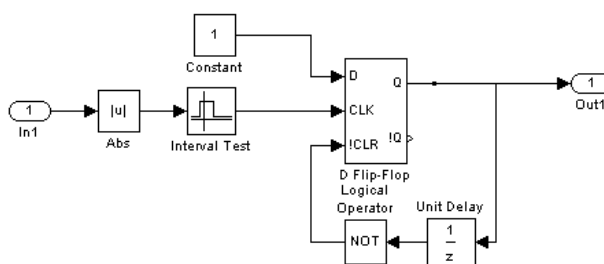 1
Constant
1
In1
|u|
Abs
Interval Test
D
CLK
!CLR
Q
!Q
D Flip-Flop
1
Out1
Logical
Operator
NOT
Unit Delay
1
z